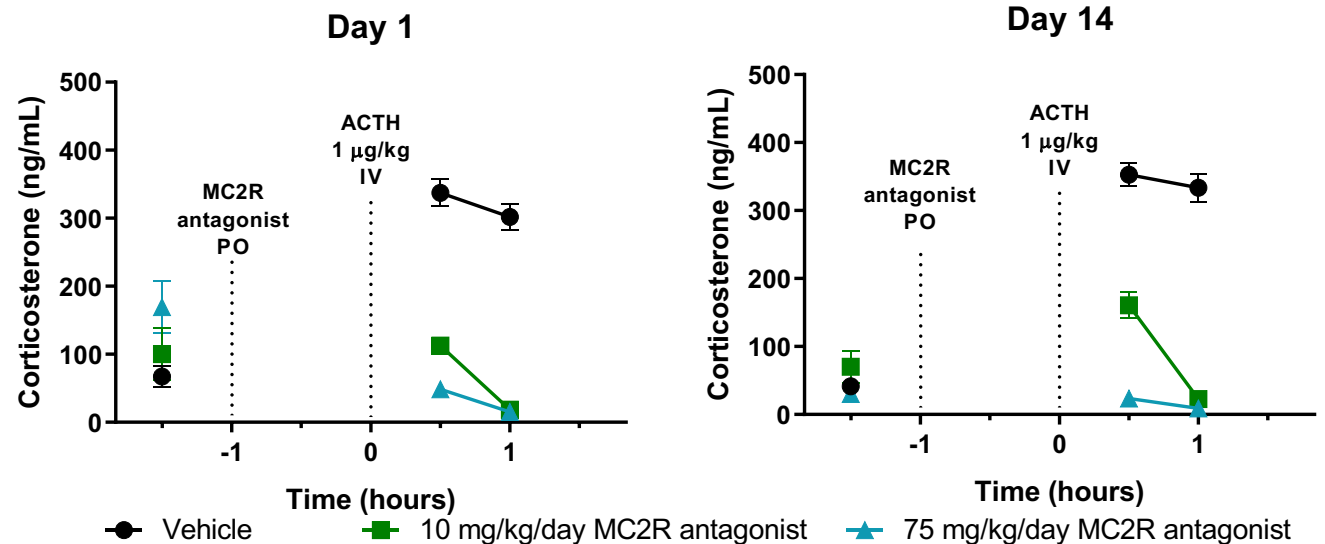 Day 1
Corticosterone (ng/mL)
500
400
300
200
100
0
MC2R
antagonist
PO
ACTH
1 μg/kg
IV
-1
0
1
Time (hours)
Day 14
Corticosterone (ng/mL)
500
400
300
200
100
0
MC2R
antagonist
PO
ACTH
1 μg/kg
IV
-1
0
1
Time (hours)
Vehicle
10 mg/kg/day MC2R antagonist
75 mg/kg/day MC2R antagonist